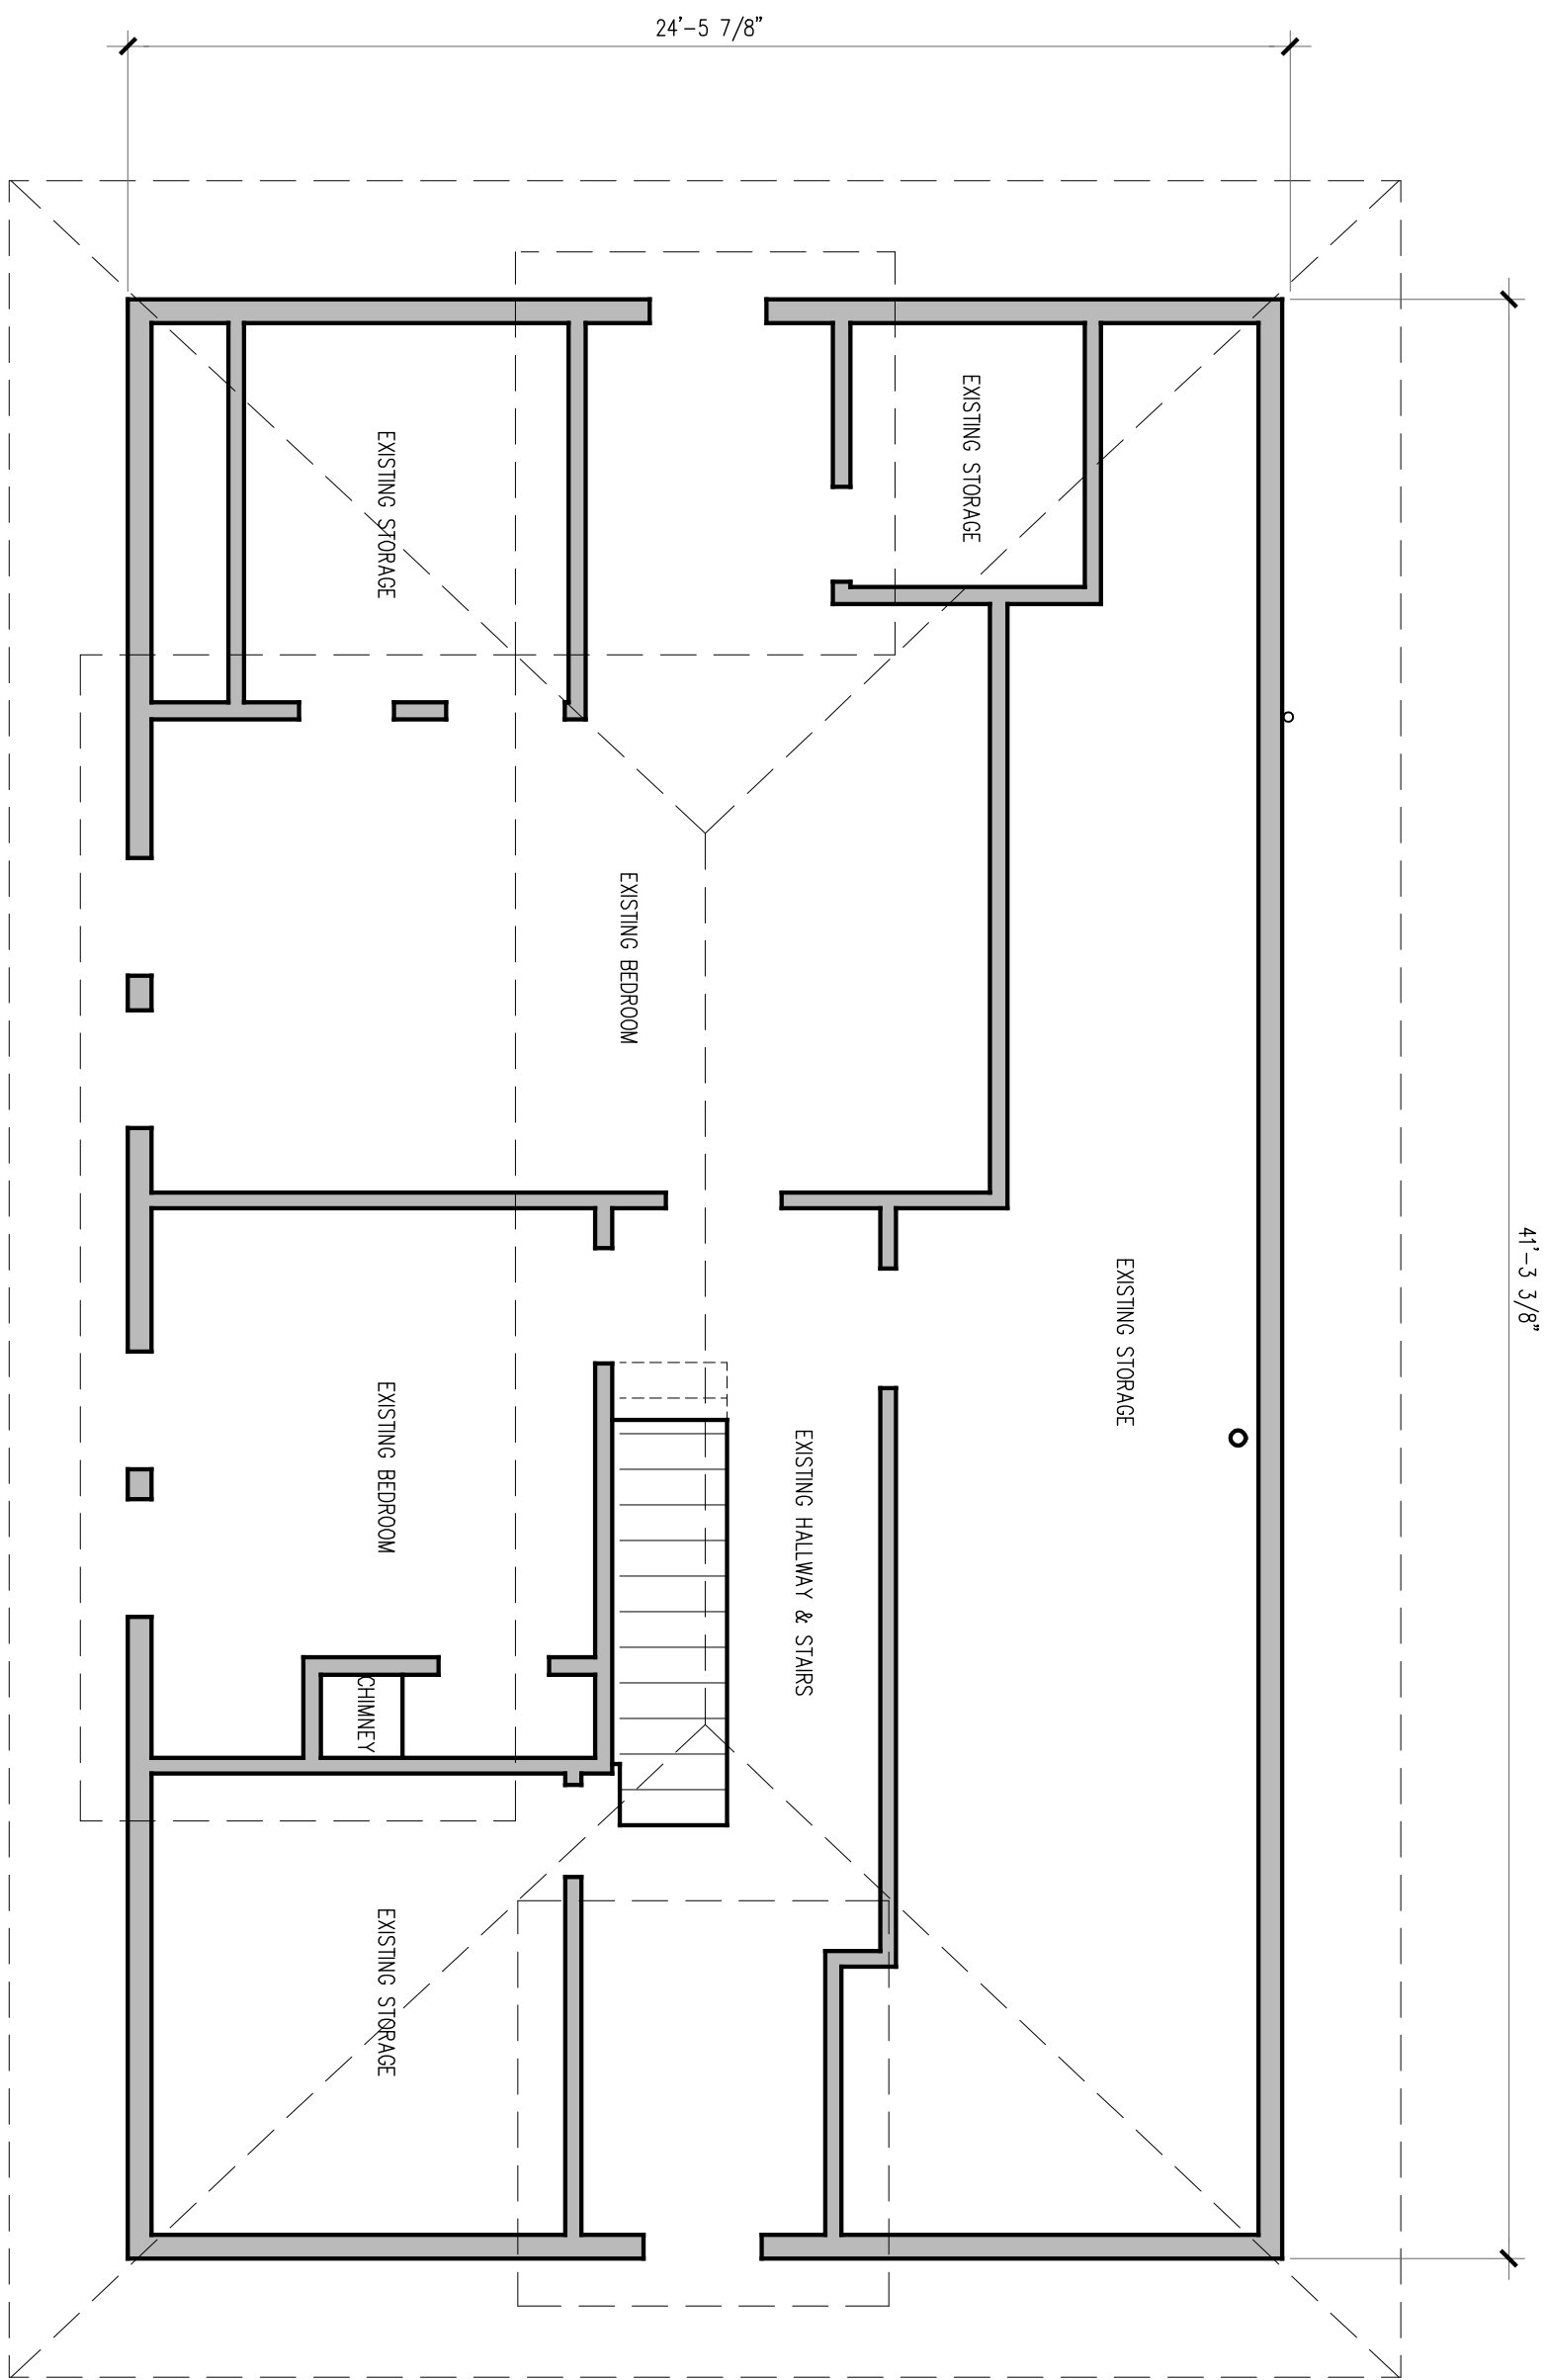 24'-5 7/8"
EXISTING STORAGE
EXISTING STORAGE
EXISTING BEDROOM
41'-3 3/8"
EXISTING STORAGE
EXISTING BEDROOM
EXISTING HALLWAY & STAIRS
CHIMNEY
EXISTING STORAGE